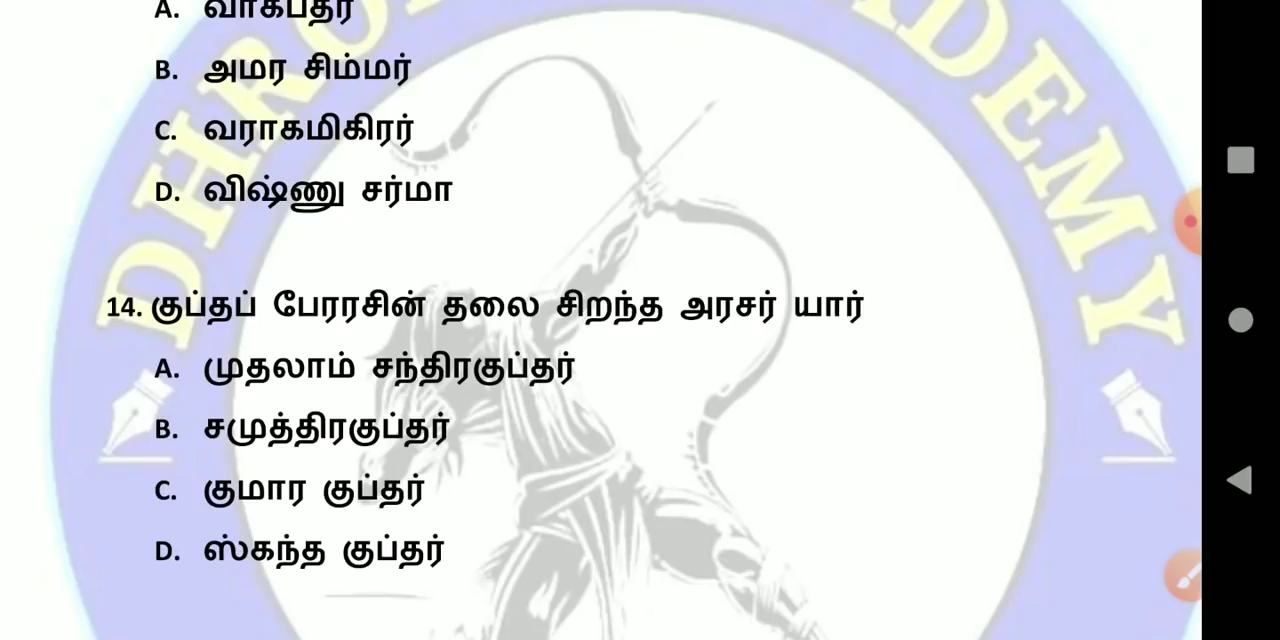 A. வாக்பதர்
B. அமர சிம்மர்
C. வராகமிகிரர்
D. விஷ்ணு சர்மா
14. குப்தப் பேரரசின் தலை சிறந்த அரசர் யார்
A. முதலாம் சந்திரகுப்தர்
B. சமுத்திரகுப்தர்
C. குமார குப்தர்
D. ஸ்கந்த குப்தர்